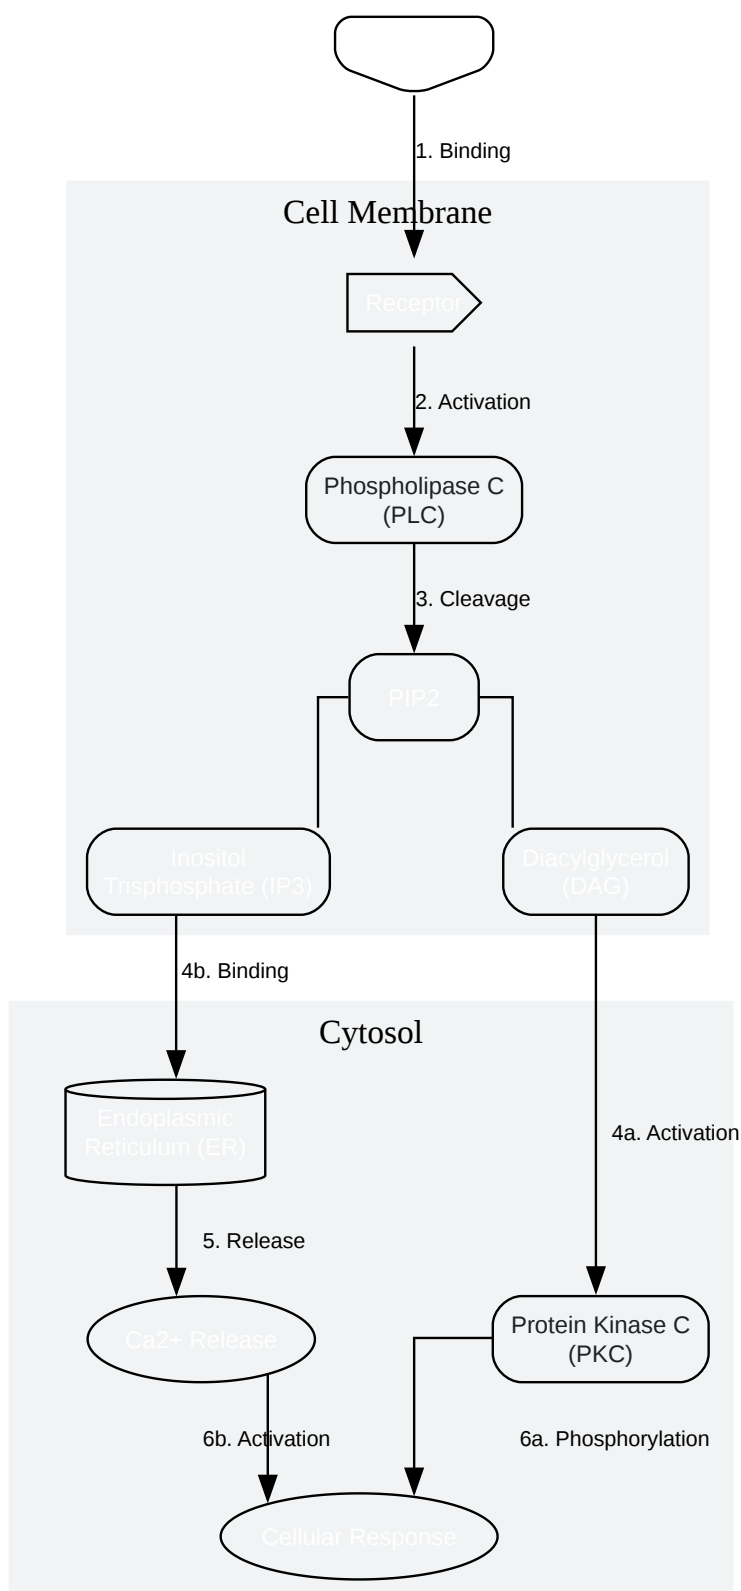 1. Binding
Cell Membrane
Receptor
2. Activation
Phospholipase C
(PLC)
3. Cleavage
PIP2
Inositol
Trisphosphate (IP3)
Diacylglycerol
(DAG)
4b. Binding
Cytosol
Endoplasmic
Reticulum (ER)
4a. Activation
5. Release
Ca2+ Release
Protein Kinase C
(PKC)
6b. Activation
6a. Phosphorylation
Cellular Response